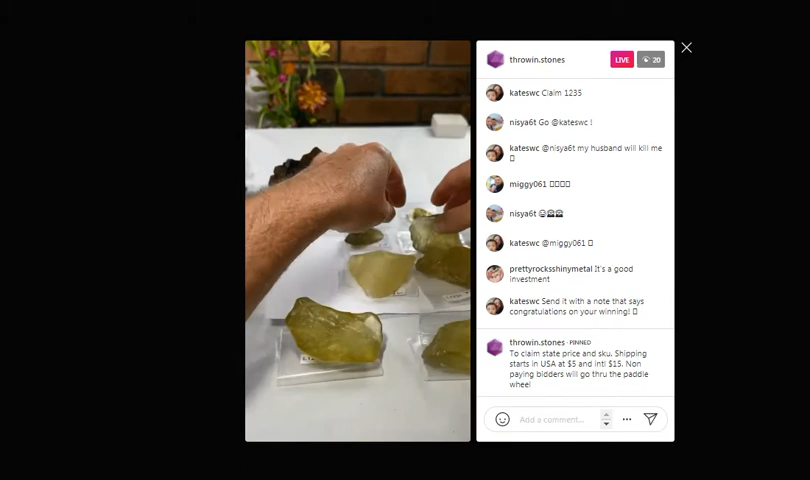 throwin.stones
LIVE
20
kateswc Claim 1235
nisya6t Go @kateswc !
kateswc @nisya6t my husband will kill me
miggy061
nisya6t
kateswc @miggy061
prettyrocksshinymetal It's a good
investment
kateswc Send it with a note that says
congratulations on your winning!
throwin.stones · PINNED
To claim state price and sku. Shipping
starts in USA at $5 and intl $15. Non
paying bidders will go thru the paddle
wheel
Add a comment...